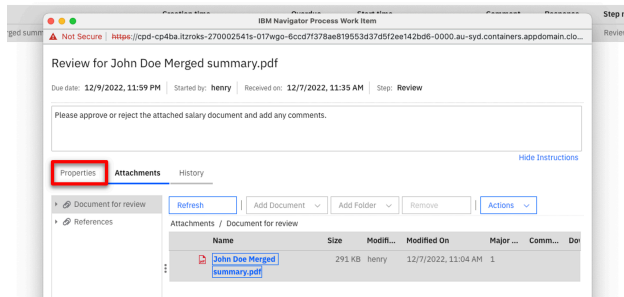 Creation time Overdue Start time Comment Response Step n
IBM Navigator Process Work Item
rged summ
Review
Not Secure | https://cpd-cp4ba.itzroks-270002541s-017wgo-6ccd7f378ae819553d37d5f2ee142bd6-0000.au-syd.containers.appdomain.clo...
Review for John Doe Merged summary.pdf
Due date: 12/9/2022, 11:59 PM Started by: henry Received on: 12/7/2022, 11:35 AM Step: Review
Please approve or reject the attached salary document and add any comments.
Hide Instructions
Properties Attachments History
Document for review Refresh Add Document Add Folder Remove Actions
References Attachments / Document for review
Name Size Modifi... Modified On Major ... Comm... Dov
John Doe Merged 291 KB henry 12/7/2022, 11:04 AM 1
summary.pdf